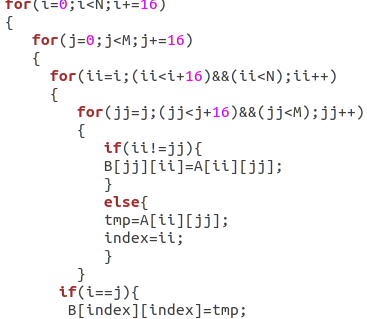 for(i=0;i<N;i+=16)
{
for(j=0;j<M;j+=16)
{
for(ii=i;(ii<i+16)&&(ii<N);ii++)
{
for(jj=j;(jj<j+16)&&(jj<M);jj++)
{
if(ii!=jj){
B[jj][ii]=A[ii][jj];
}
else{
tmp=A[ii][jj];
index=ii;
}
}
if(i==j){
B[index][index]=tmp;